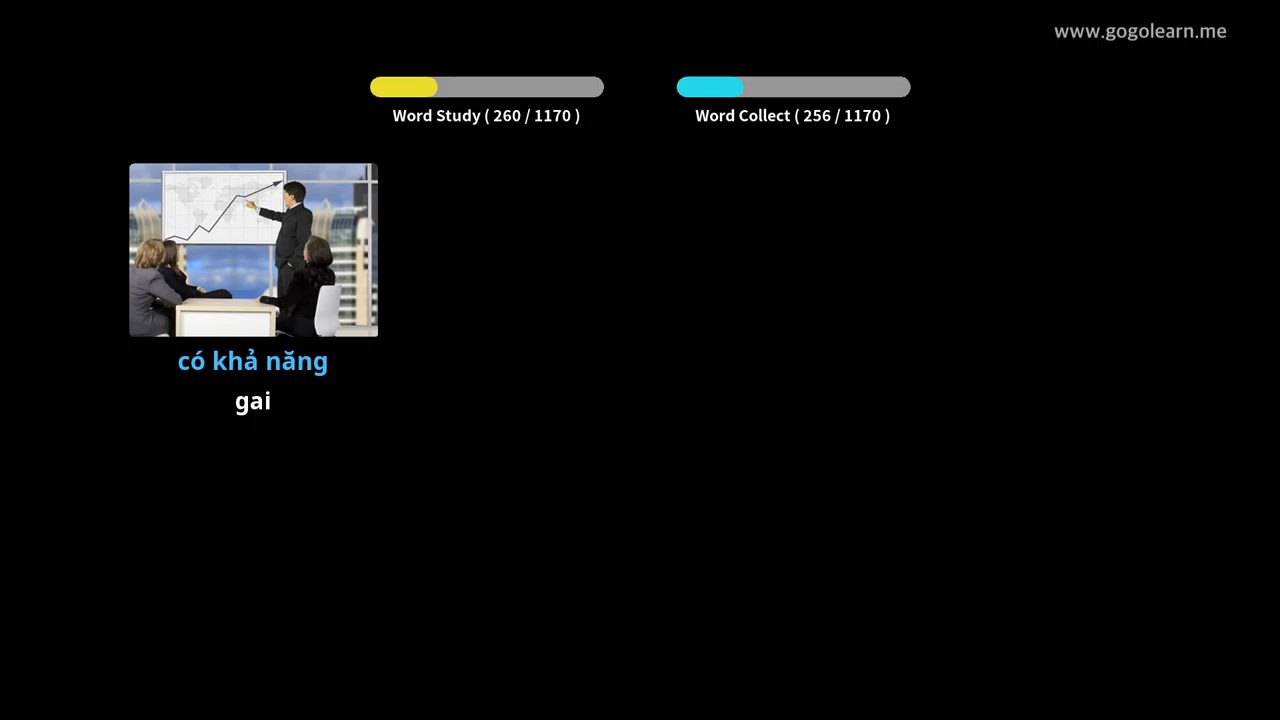 www.gogolearn.me
Word Study ( 260 / 1170 )
Word Collect ( 256 / 1170 )
có khả năng
gai